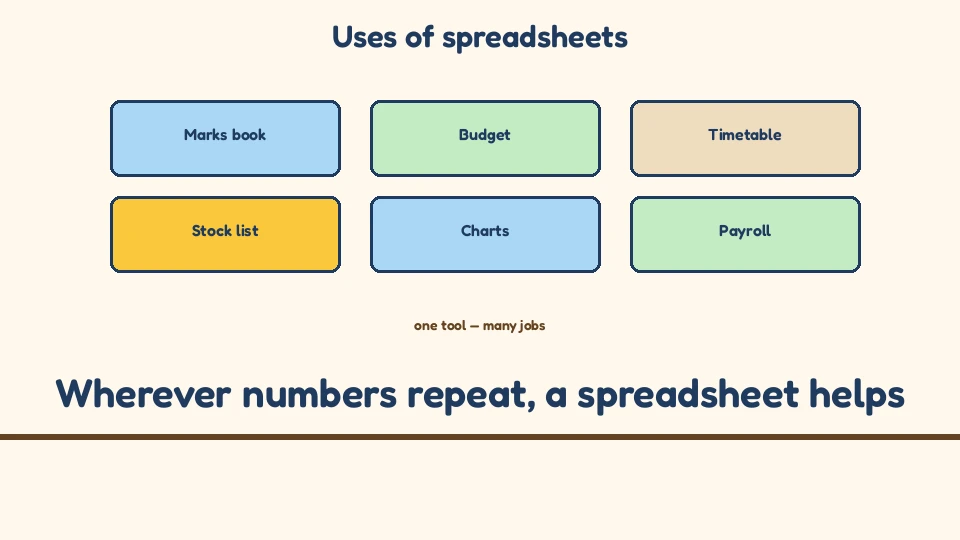 Uses of spreadsheets
Marks book
Budget
Timetable
Stock list
Charts
Payroll
one tool — many jobs
Wherever numbers repeat, a spreadsheet helps